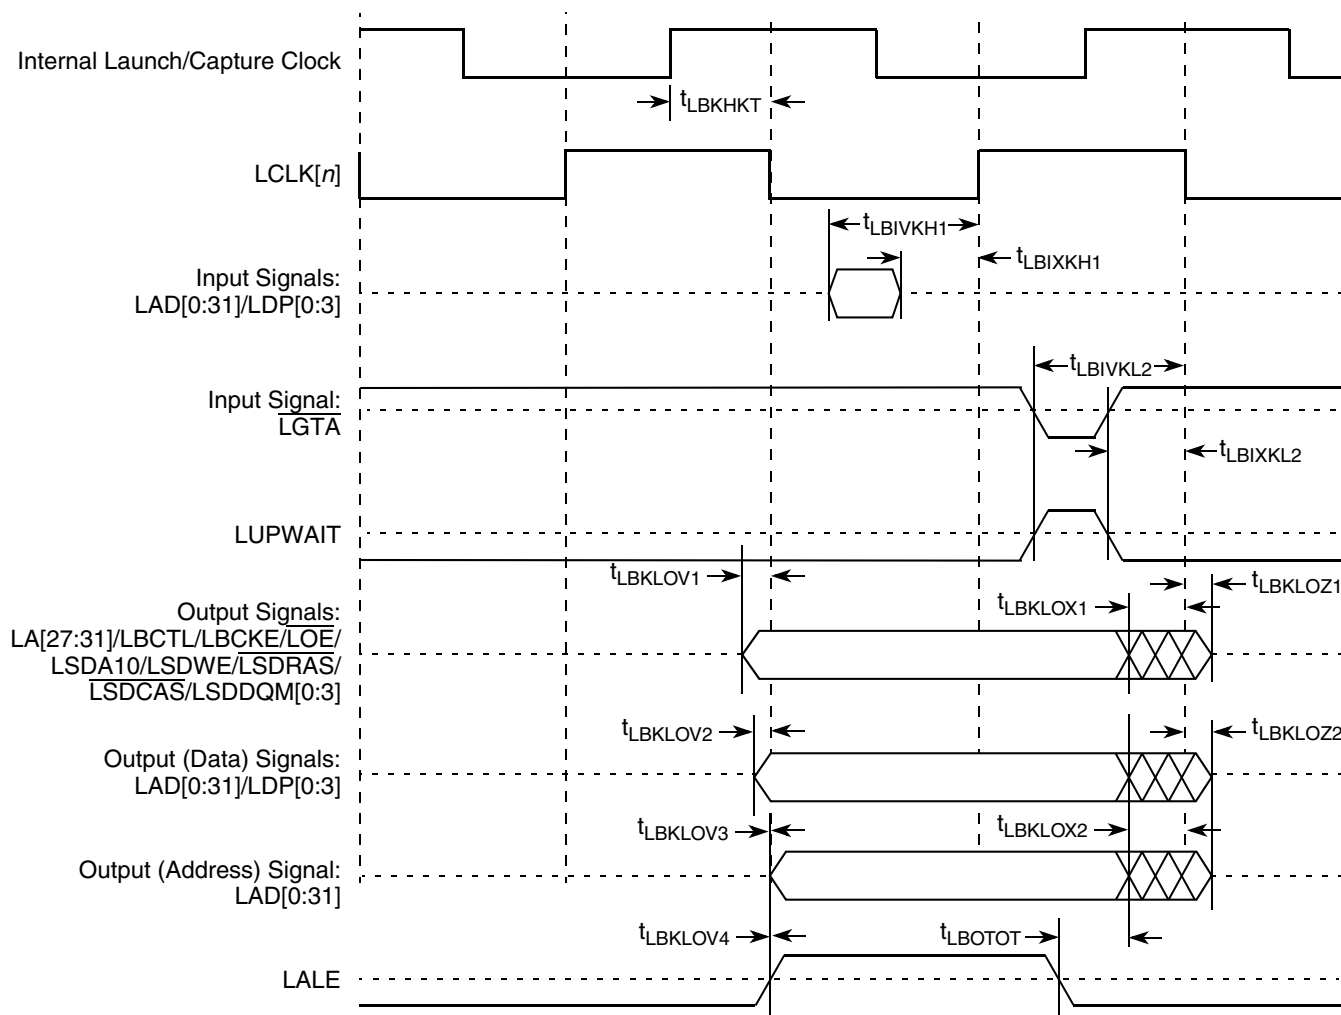 Internal Launch/Capture Clock
tLBKHKT
LCLK[n]
tLBIVKH1
tLBIXKH1
Input Signals:
LAD[0:31]/LDP[0:3]
tLBIVKL2
Input Signal:
LGTA
tLBIXKL2
LUPWAIT
tLBKLOV1
tLBKLOZ1
tLBKLOX1
Output Signals:
LA[27:31]/LBCTL/LBCKE/LOE/
LSDA10/LSDWE/LSDRAS/
LSDCAS/LSDDQM[0:3]
tLBKLOV2
tLBKLOZ2
Output (Data) Signals:
LAD[0:31]/LDP[0:3]
tLBKLOV3
tLBKLOX2
Output (Address) Signal:
LAD[0:31]
tLBKLOV4
tLBOTOT
LALE